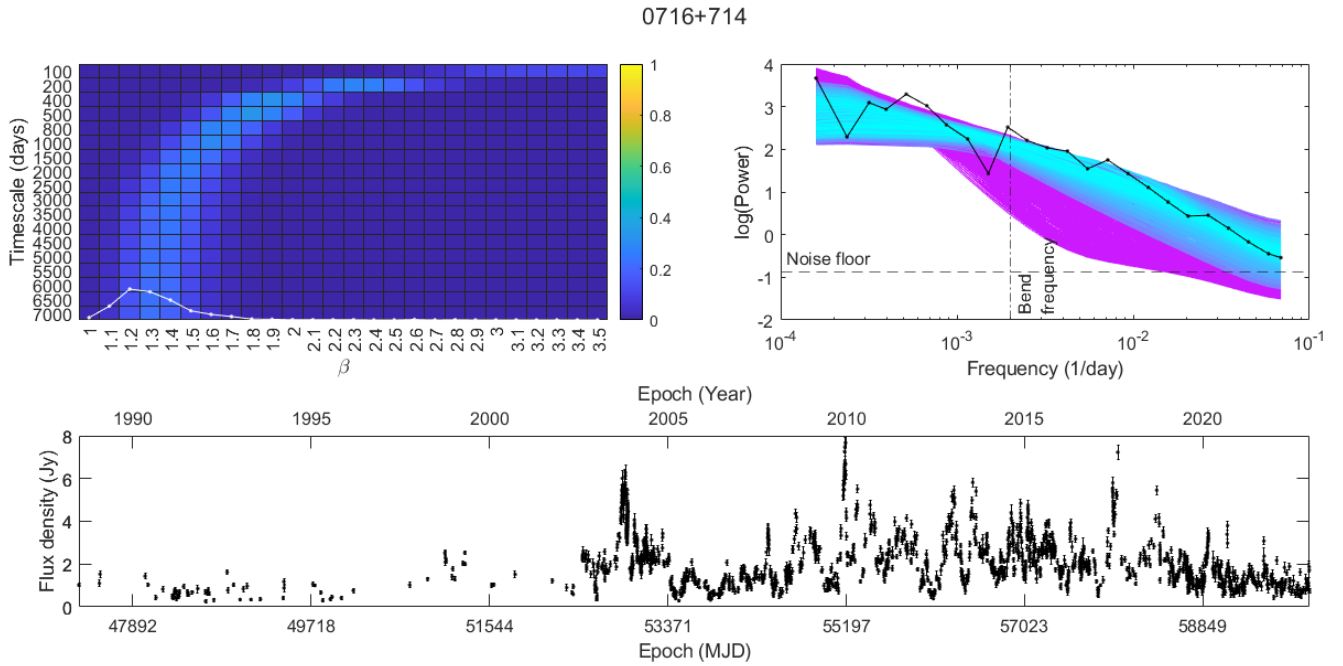 0716+714
Timescale (days)
100
200
400
500
800
1000
1500
2000
2500
3000
3500
4000
4500
5000
5500
6000
6500
7000
1 1.1 1.2 1.3 1.4 1.5 1.6 1.7 1.8 1.9 2 2.1 2.2 2.3 2.4 2.5 2.6 2.7 2.8 2.9 3 3.1 3.2 3.3 3.4 3.5
β
1
0.8
0.6
0.4
0.2
0
log(Power)
4
3
2
1
0
-1
-2
Noise floor
Bend
frequency
10-4 10-3 10-2 10-1
Frequency (1/day)
Epoch (Year)
1990 1995 2000 2005 2010 2015 2020
Flux density (Jy)
8
6
4
2
0
47892 49718 51544 53371 55197 57023 58849
Epoch (MJD)